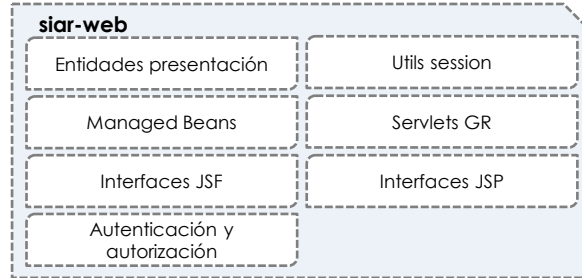 siar-web
Entidades presentación
Utils session
Managed Beans
Servlets GR
Interfaces JSF
Interfaces JSP
Autenticación y
autorización